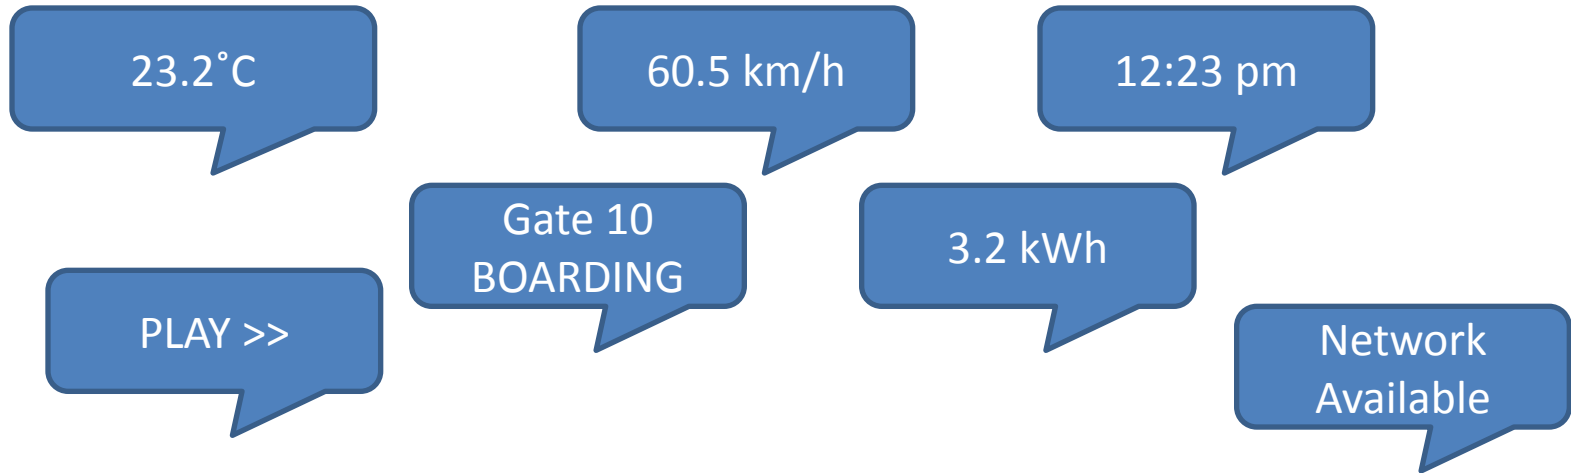 23.2˚C
60.5 km/h
12:23 pm
Gate 10
BOARDING
3.2 kWh
PLAY >>
Network
Available